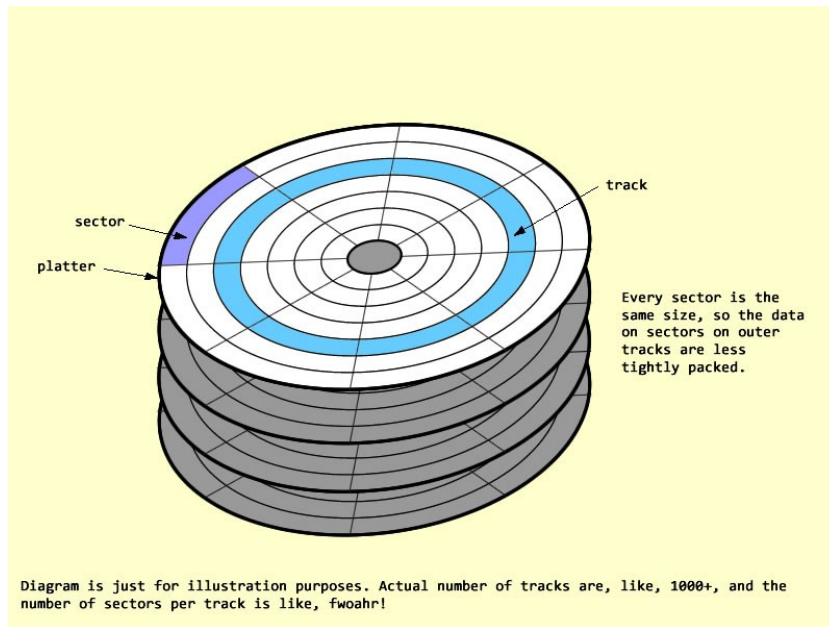 track
sector
platter
Every sector is the
same size, so the data
on sectors on outer
tracks are less
tightly packed.
Diagram is just for illustration purposes. Actual number of tracks are, like, 1000+, and the
number of sectors per track is like, fwoahr!